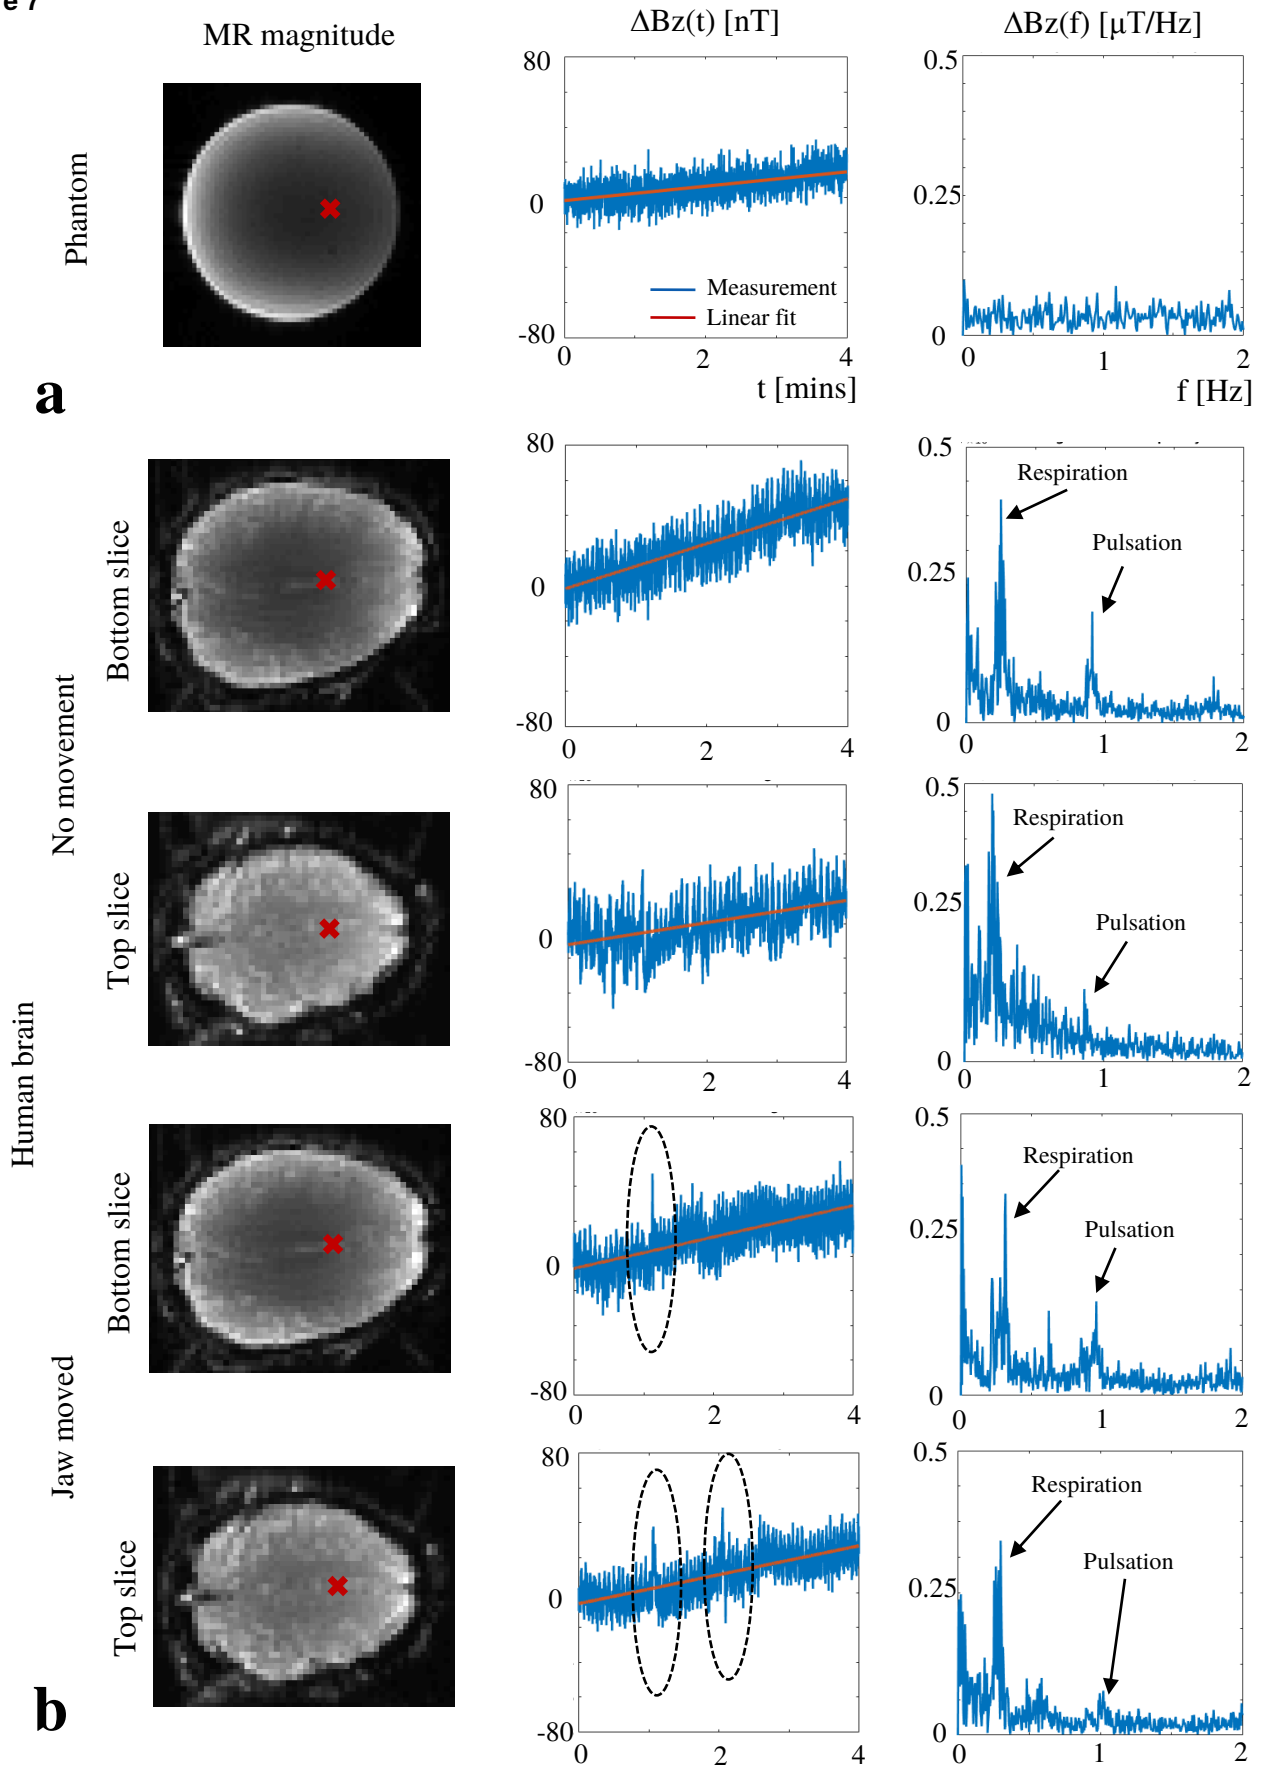 e 7
MR magnitude
ΔBz(t) [nT]
ΔBz(f) [μT/Hz]
Phantom
80
0
-80
0 2 4
t [mins]
Measurement
Linear fit
0.5
0.25
0
0 1 2
f [Hz]
a
Human brain
No movement
Bottom slice
80
0
-80
0 2 4
0.5
0.25
0
0 1 2
Respiration
Pulsation
Top slice
80
0
-80
0 2 4
0.5
0.25
0
0 1 2
Respiration
Pulsation
Jaw moved
Bottom slice
80
0
-80
0 2 4
0.5
0.25
0
0 1 2
Respiration
Pulsation
Top slice
80
0
-80
0 2 4
0.5
0.25
0
0 1 2
Respiration
Pulsation
b